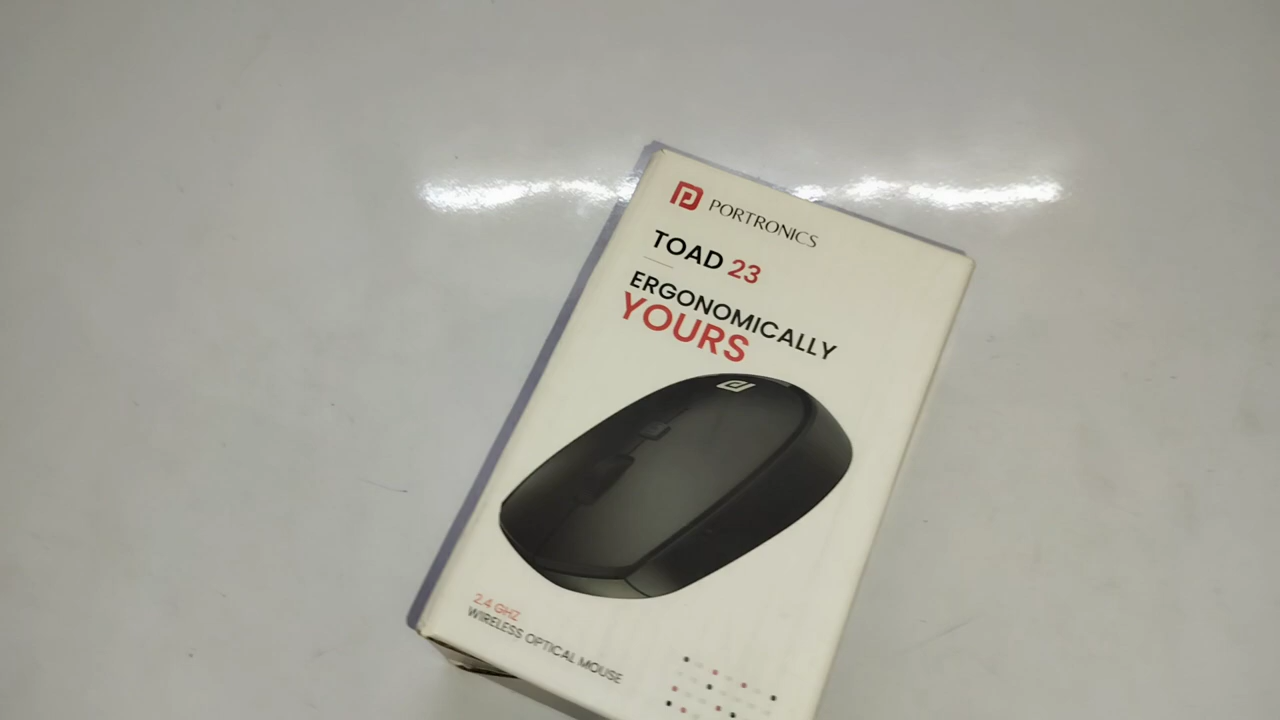 PORTRONICS
TOAD 23
ERGONOMICALLY
YOURS
2.4 GHZ
WIRELESS OPTICAL MOUSE